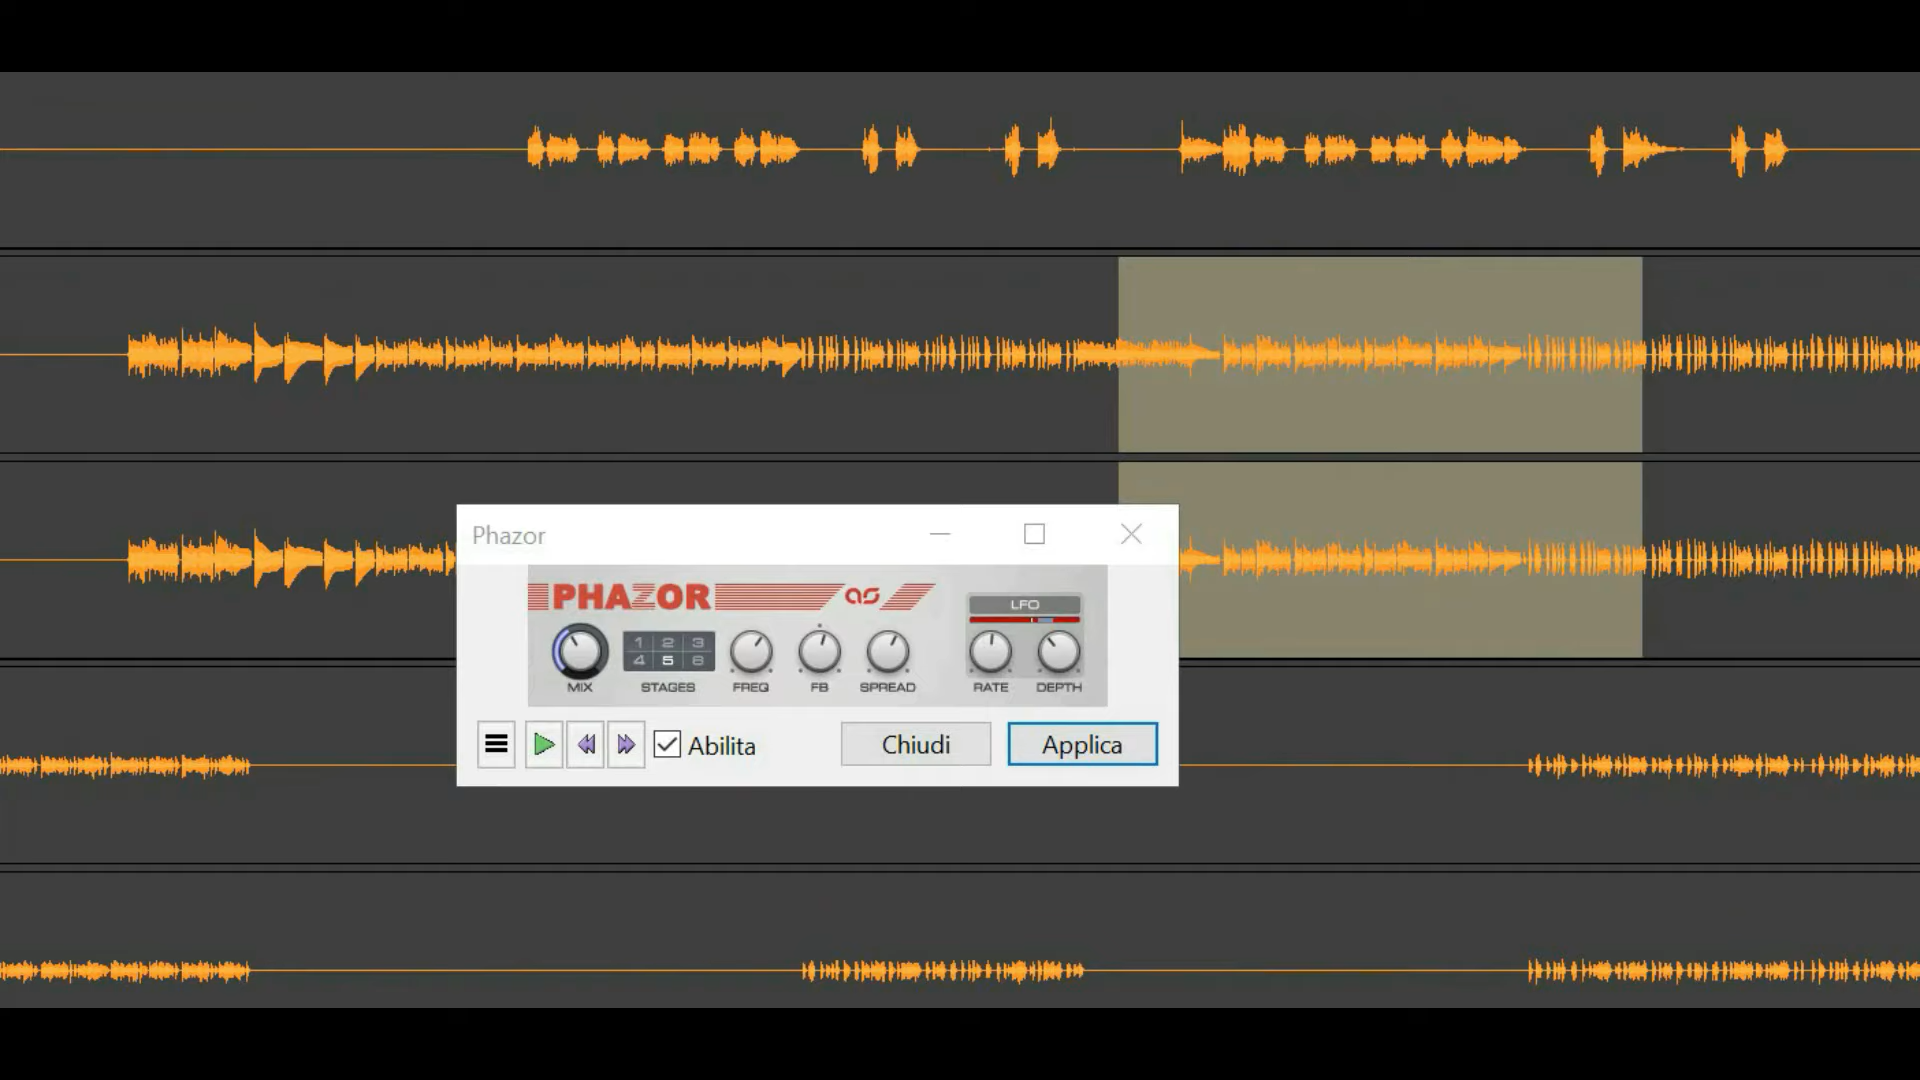 Phazor
PHAZOR as
LFO
1 2 3
4 5 6
MIX STAGES FREQ FB SPREAD RATE DEPTH
Abilita Chiudi Applica